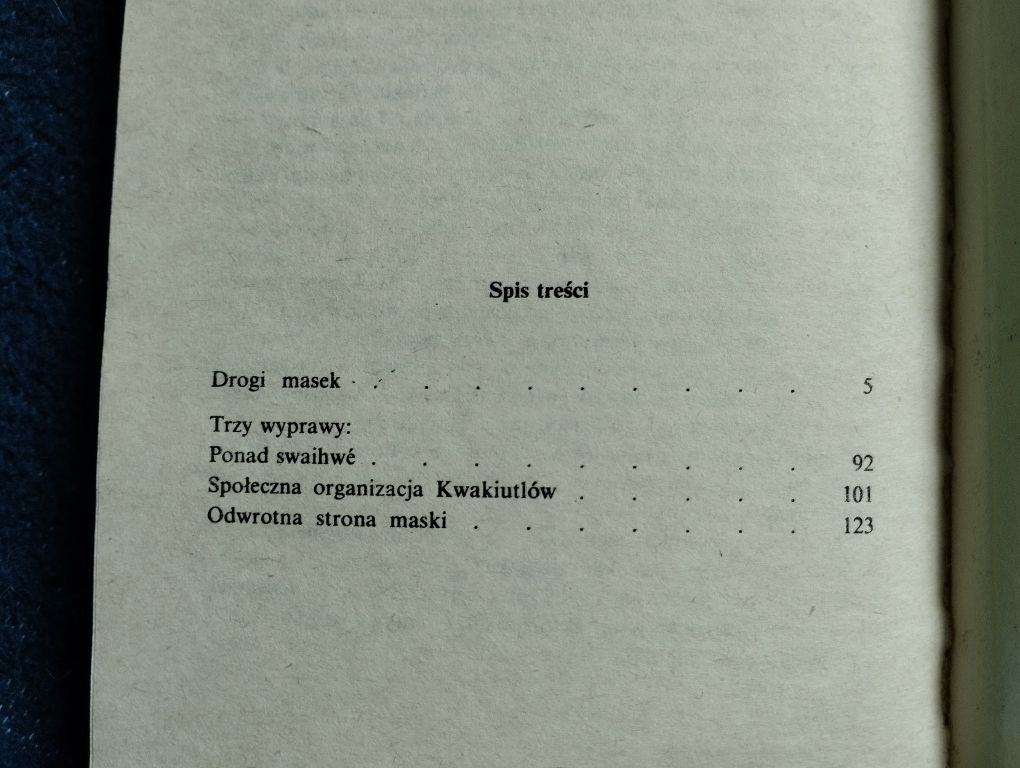 Spis treści
Drogi masek . . . . . . . . . 5
Trzy wyprawy:
Ponad swaihwé . . . . . . . . . 92
Społeczna organizacja Kwakiutlów . . . . . 101
Odwrotna strona maski . . . . . . . 123